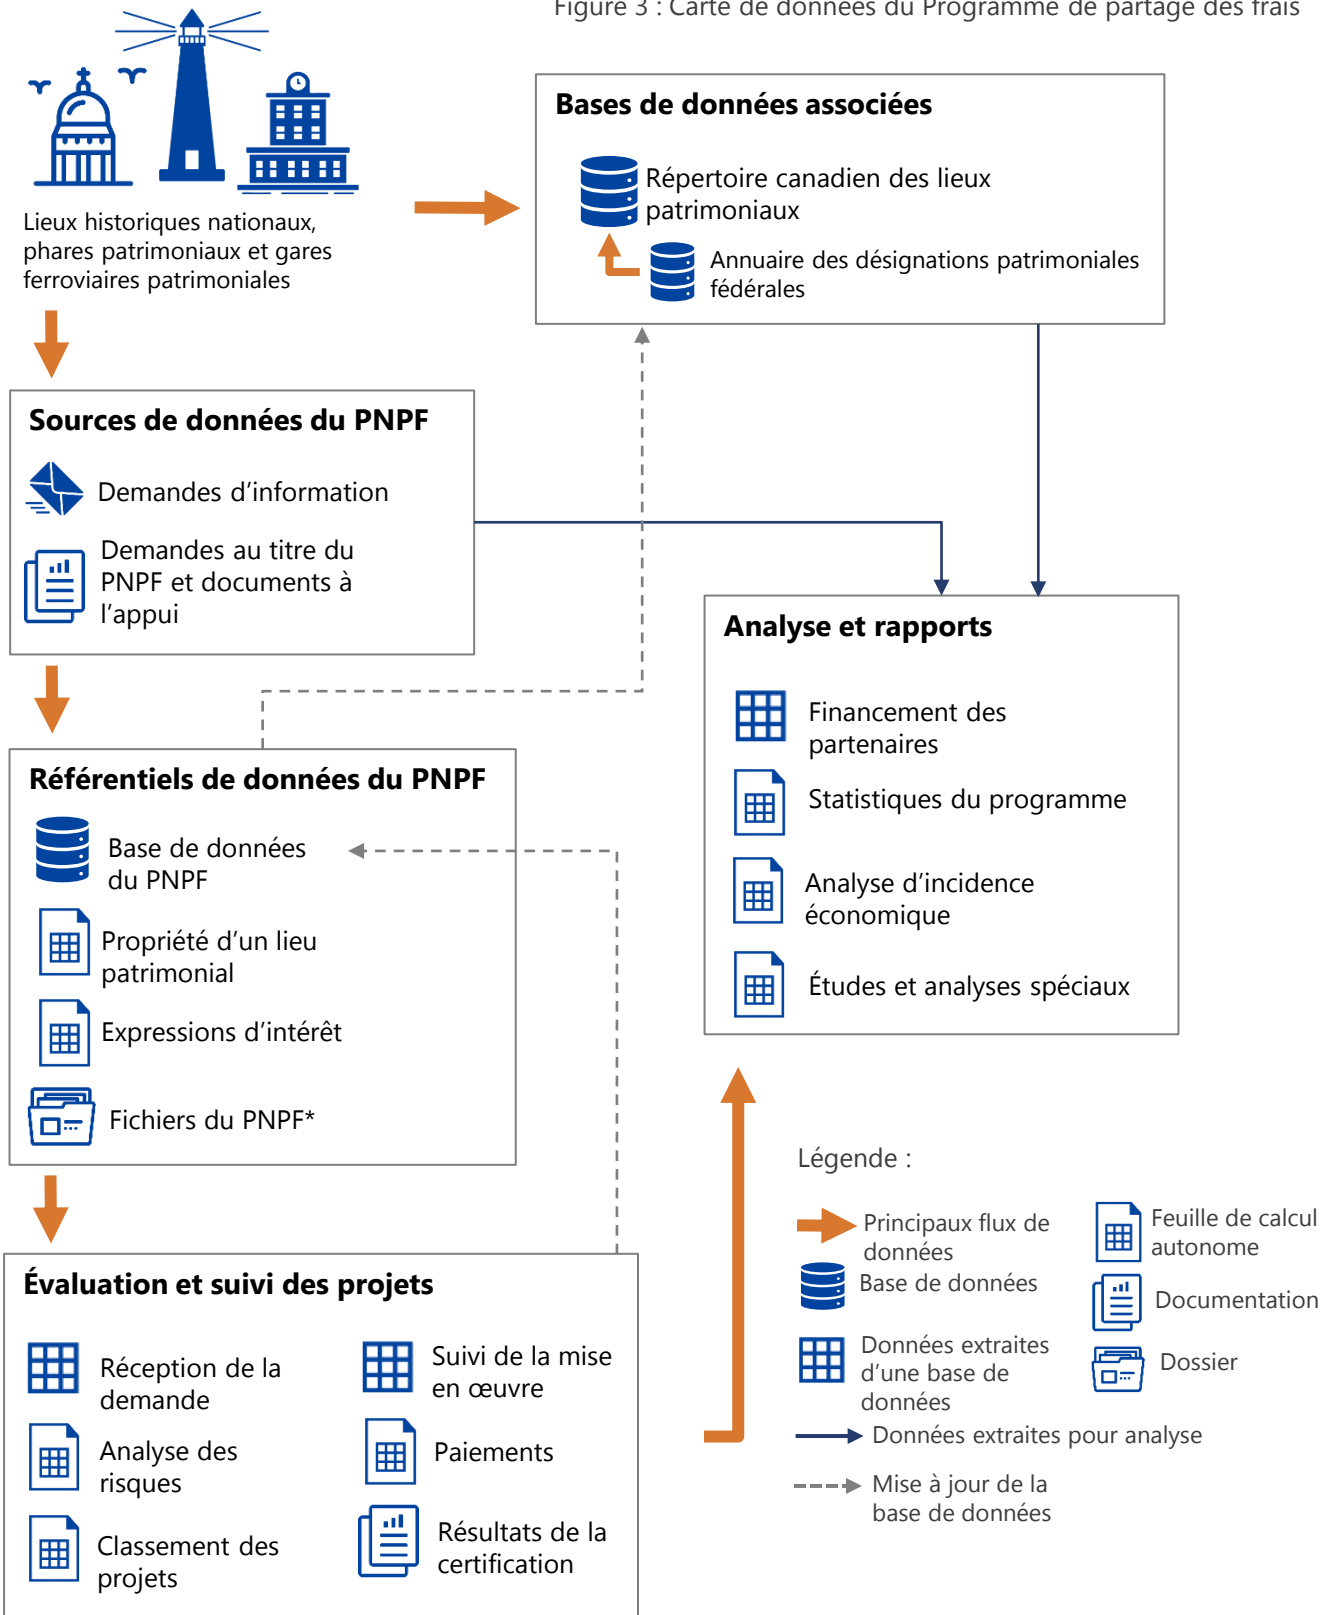 Figure 3 : Carte de données du Programme de partage des frais
Lieux historiques nationaux,
phares patrimoniaux et gares
ferroviaires patrimoniales
Bases de données associées
Répertoire canadien des lieux
patrimoniaux
Annuaire des désignations patrimoniales
fédérales
Sources de données du PNPF
Demandes d’information
Demandes au titre du
PNPF et documents à
l’appui
Référentiels de données du PNPF
Base de données
du PNPF
Propriété d’un lieu
patrimonial
Expressions d’intérêt
Fichiers du PNPF*
Analyse et rapports
Financement des
partenaires
Statistiques du programme
Analyse d’incidence
économique
Études et analyses spéciaux
Évaluation et suivi des projets
Réception de la
demande
Analyse des
risques
Classement des
projets
Suivi de la mise
en œuvre
Paiements
Résultats de la
certification
Légende :
Principaux flux de
données
Base de données
Données extraites
d’une base de
données
Données extraites pour analyse
Mise à jour de la
base de données
Feuille de calcul
autonome
Documentation
Dossier